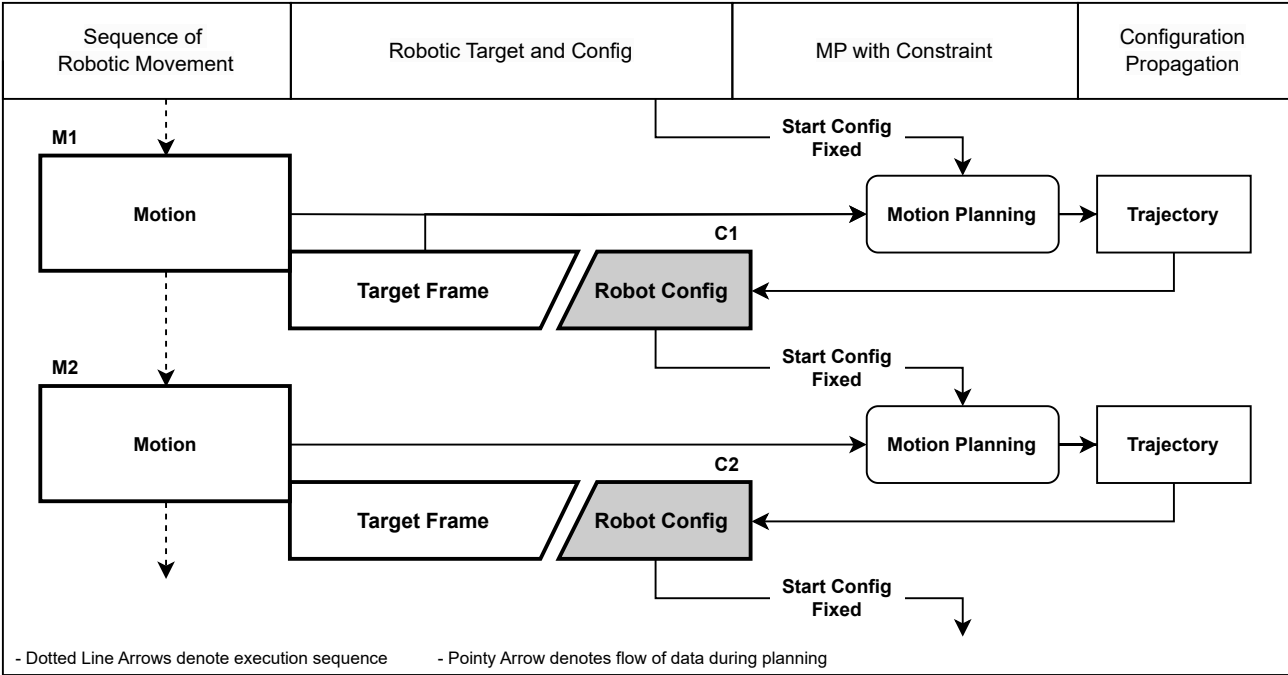 Sequence of
Robotic Movement
Robotic Target and Config
MP with Constraint
Configuration
Propagation
M1
Start Config
Fixed
Motion
Motion Planning
Trajectory
C1
Target Frame
Robot Config
M2
Start Config
Fixed
Motion
Motion Planning
Trajectory
C2
Target Frame
Robot Config
Start Config
Fixed
- Dotted Line Arrows denote execution sequence
- Pointy Arrow denotes flow of data during planning